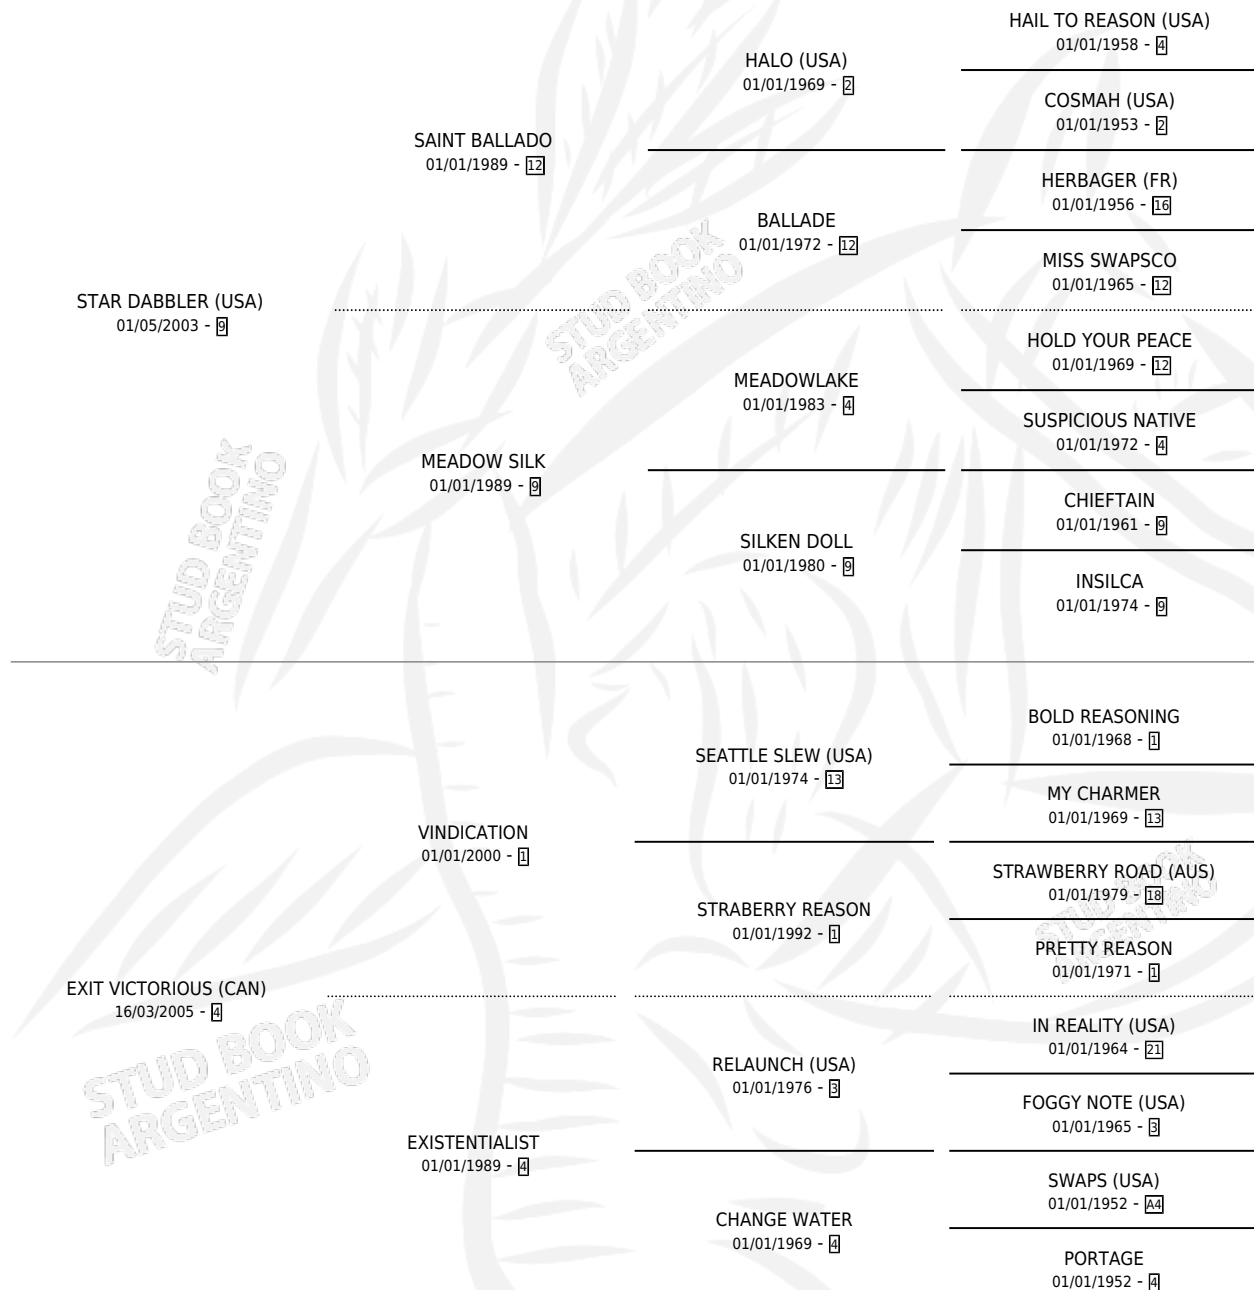 HAIL TO REASON (USA)
01/01/1958 - 4
HALO (USA)
01/01/1969 - 2
COSMAH (USA)
01/01/1953 - 2
SAINT BALLADO
01/01/1989 - 12
HERBAGER (FR)
01/01/1956 - 16
BALLADE
01/01/1972 - 12
MISS SWAPSCO
01/01/1965 - 12
STAR DABBLER (USA)
01/05/2003 - 9
HOLD YOUR PEACE
01/01/1969 - 12
MEADOWLAKE
01/01/1983 - 4
SUSPICIOUS NATIVE
01/01/1972 - 4
MEADOW SILK
01/01/1989 - 9
CHIEFTAIN
01/01/1961 - 9
SILKEN DOLL
01/01/1980 - 9
INSILCA
01/01/1974 - 9
BOLD REASONING
01/01/1968 - 1
SEATTLE SLEW (USA)
01/01/1974 - 13
MY CHARMER
01/01/1969 - 13
VINDICATION
01/01/2000 - 1
STRAWBERRY ROAD (AUS)
01/01/1979 - 18
STRABERRY REASON
01/01/1992 - 1
PRETTY REASON
01/01/1971 - 1
EXIT VICTORIOUS (CAN)
16/03/2005 - 4
IN REALITY (USA)
01/01/1964 - 21
RELAUNCH (USA)
01/01/1976 - 3
FOGGY NOTE (USA)
01/01/1965 - 3
EXISTENTIALIST
01/01/1989 - 4
SWAPS (USA)
01/01/1952 - A4
CHANGE WATER
01/01/1969 - 4
PORTAGE
01/01/1952 - 4
STUD BOOK
ARGENTINO
STUD BOOK
ARGENTINO
STUD BOOK
ARGENTINO
STUD BOOK
ARGENTINO